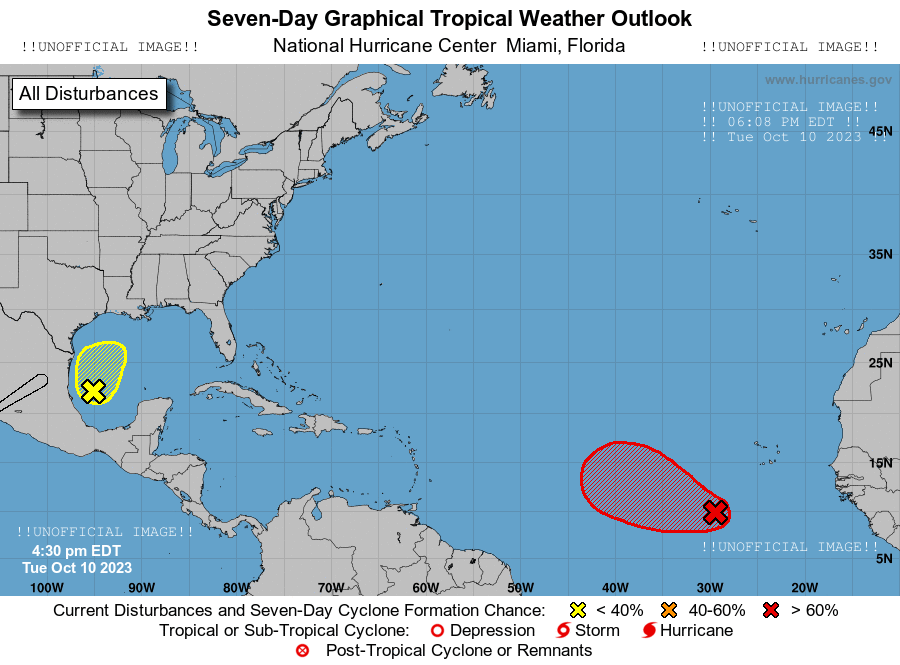 Seven-Day Graphical Tropical Weather Outlook
!!UNOFFICIAL IMAGE!! National Hurricane Center Miami, Florida !!UNOFFICIAL IMAGE!!
www.hurricanes.gov
All Disturbances
!!UNOFFICIAL IMAGE!!
!! 06:08 PM EDT !!
!! Tue Oct 10 2023 !!
45N
35N
25N
15N
!!UNOFFICIAL IMAGE!!
!!UNOFFICIAL IMAGE!!
4:30 pm EDT
Tue Oct 10 2023
5N
100W 90W 80W 70W 60W 50W 40W 30W 20W
Current Disturbances and Seven-Day Cyclone Formation Chance: < 40% 40-60% > 60%
Tropical or Sub-Tropical Cyclone: Depression Storm Hurricane
Post-Tropical Cyclone or Remnants